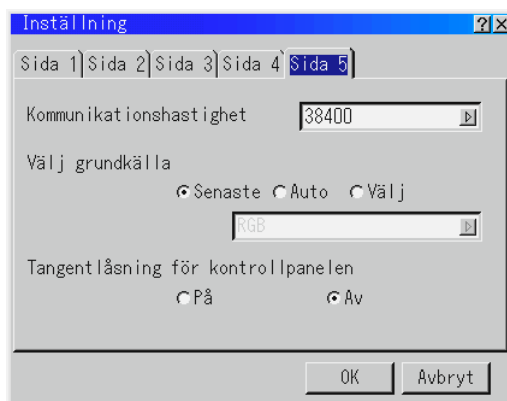 Inställning
Sida 1 Sida 2 Sida 3 Sida 4 Sida 5
Kommunikationshastighet 38400
Välj grundkälla
Senaste Auto Välj
RGB
Tangentlåsning för kontrollpanelen
På Av
OK Avbryt